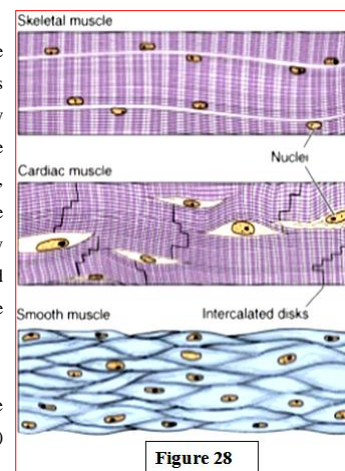 Skeletal muscle
Nuclei
Cardiac muscle
Smooth muscle
Intercalated disks
Figure 28